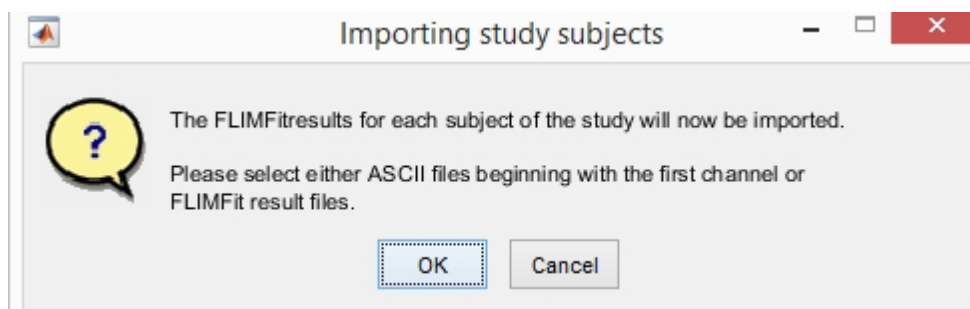 Importing study subjects
The FLIMFitresults for each subject of the study will now be imported.
Please select either ASCII files beginning with the first channel or
FLIMFit result files.
OK Cancel